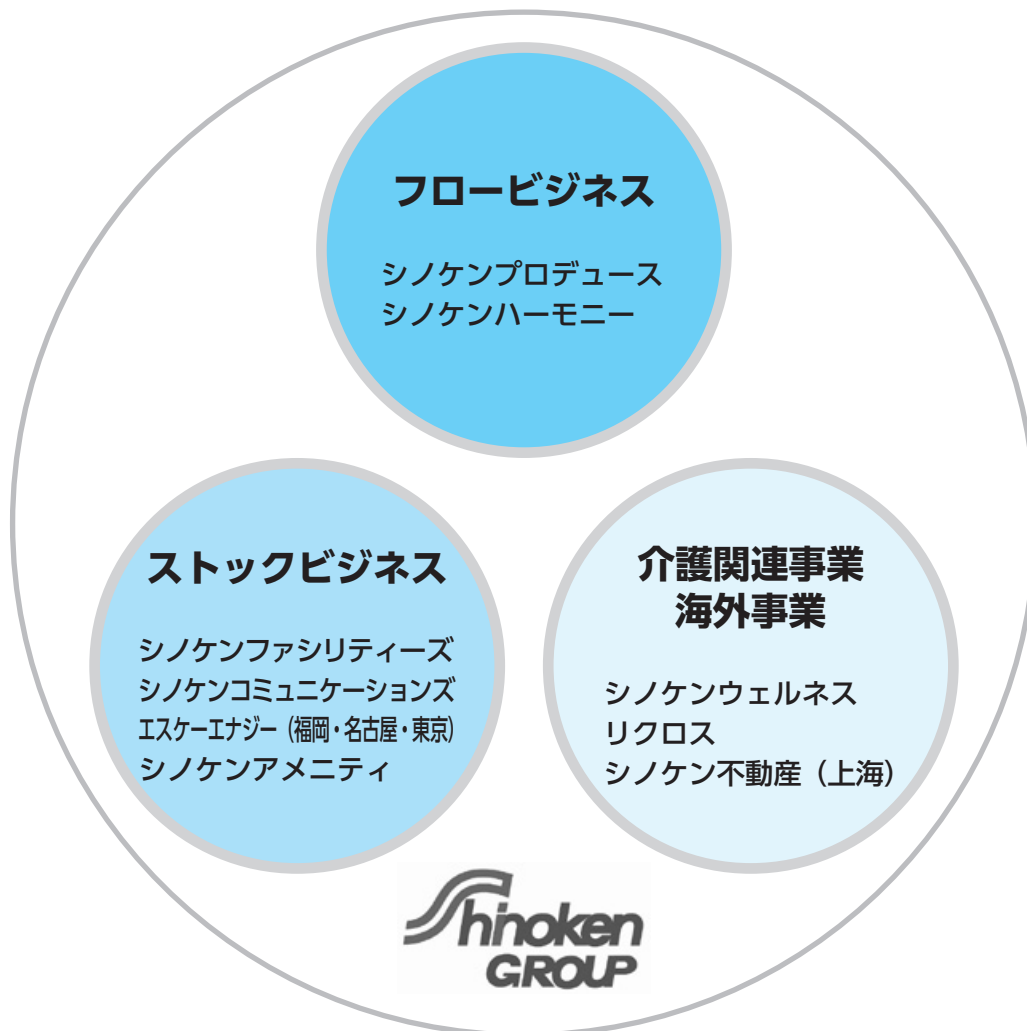 フロービジネス
シノケンプロデュース
シノケンハーモニー
ストックビジネス
シノケンファシリティーズ
シノケンコミュニケーションズ
エスケーエナジー（福岡・名古屋・東京）
シノケンアメニティ
介護関連事業
海外事業
シノケンウェルネス
リクロス
シノケン不動産（上海）
Shinoken
GROUP